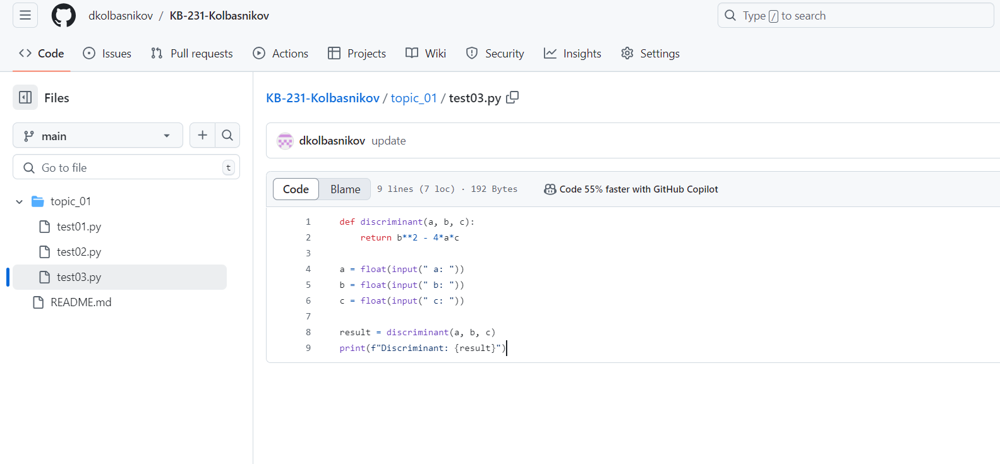 dkolbasnikov / KB-231-Kolbasnikov
Type / to search
Code Issues Pull requests Actions Projects Wiki Security Insights Settings
Files
main
Go to file t
topic_01
test01.py
test02.py
test03.py
README.md
KB-231-Kolbasnikov / topic_01 / test03.py
dkolbasnikov update
Code Blame 9 lines (7 loc) · 192 Bytes Code 55% faster with GitHub Copilot
1 def discriminant(a, b, c):
2 return b**2 - 4*a*c
3
4 a = float(input(" a: "))
5 b = float(input(" b: "))
6 c = float(input(" c: "))
7
8 result = discriminant(a, b, c)
9 print(f"Discriminant: {result}")